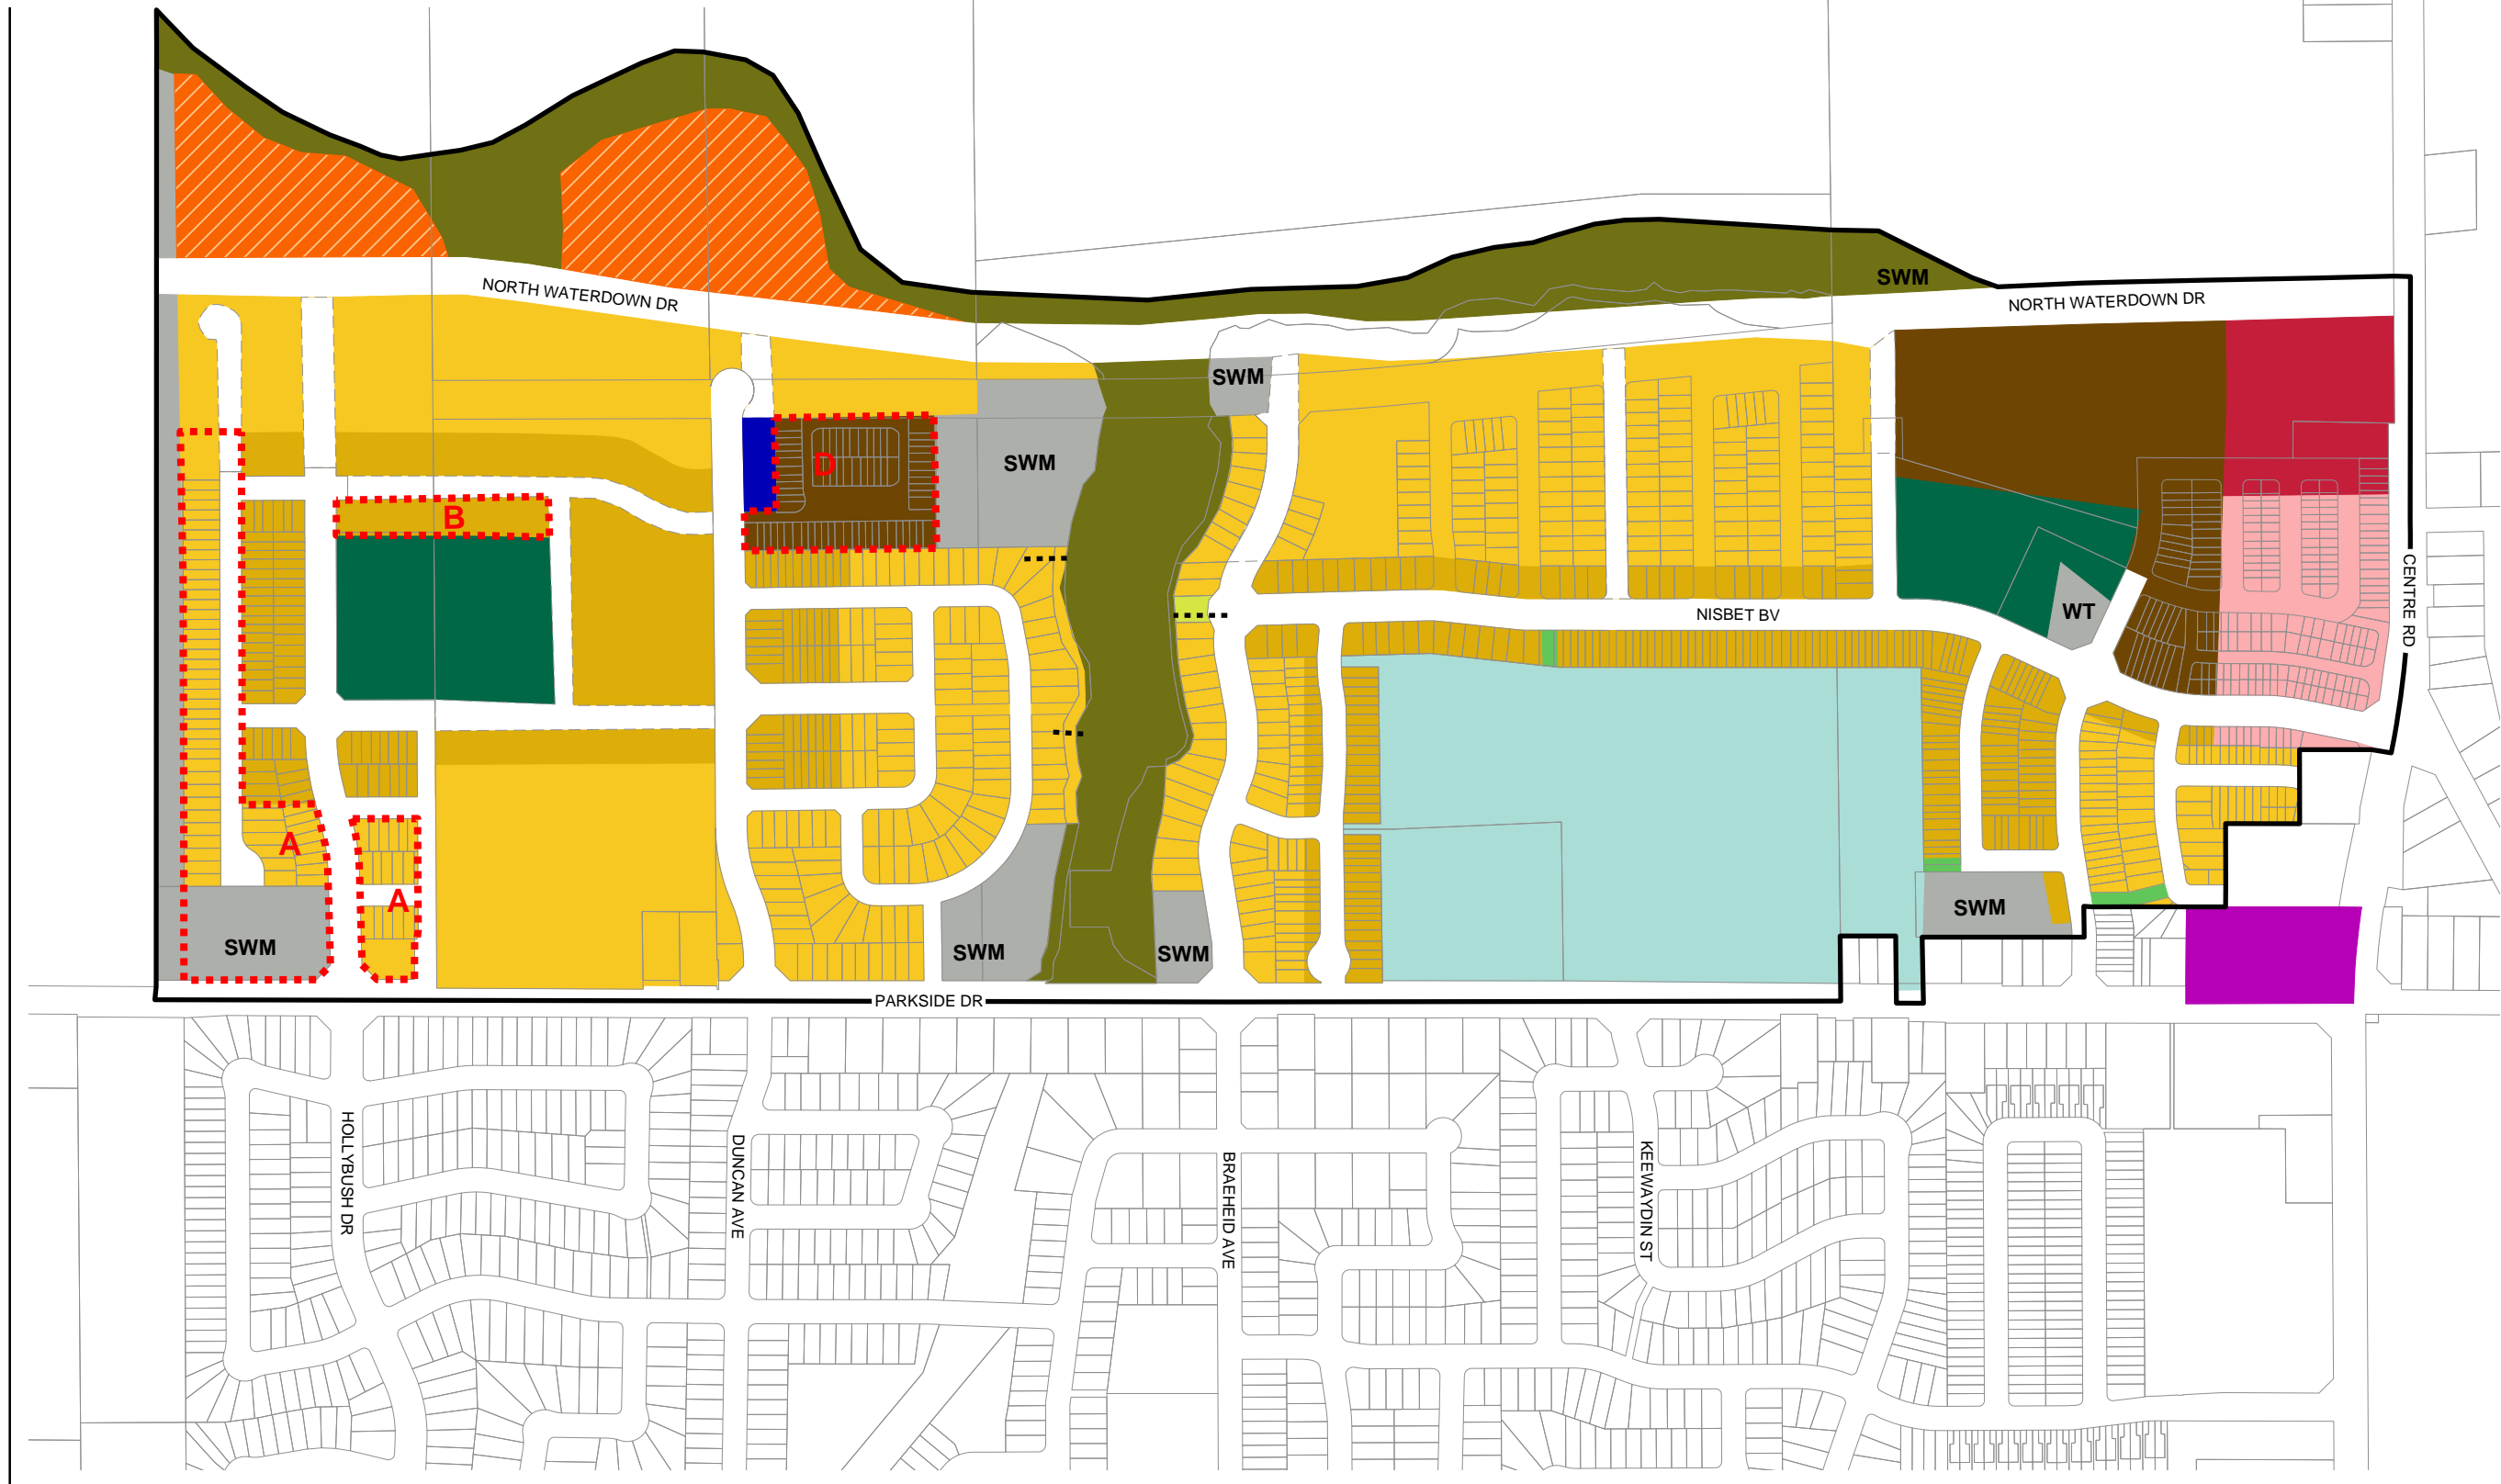 SWM
NORTH WATERDOWN DR
NORTH WATERDOWN DR
SWM
D
SWM
B
CENTRE RD
WT
NISBET BV
A
A
SWM
SWM
SWM
SWM
PARKSIDE DR
HOLLYBUSH DR
DUNCAN AVE
BRAEHEID AVE
KEEWAYDIN ST